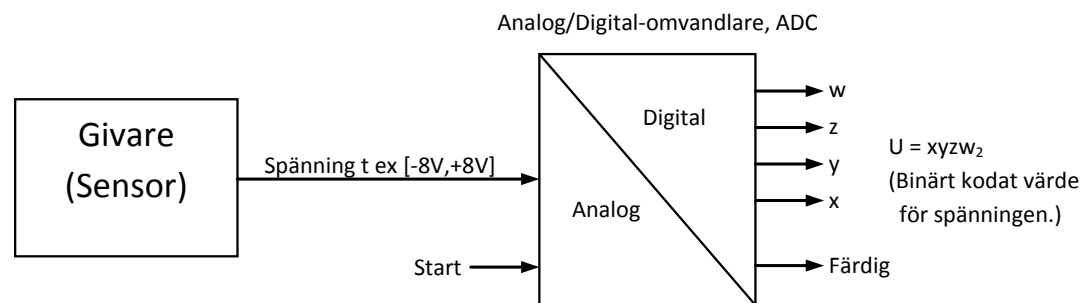 Analog/Digital-omvandlare, ADC
Givare
(Sensor)
Spänning t ex [-8V,+8V]
Start
Analog
Digital
w
z
y
x
Färdig
U = xyzw₂
(Binärt kodat värde
för spänningen.)